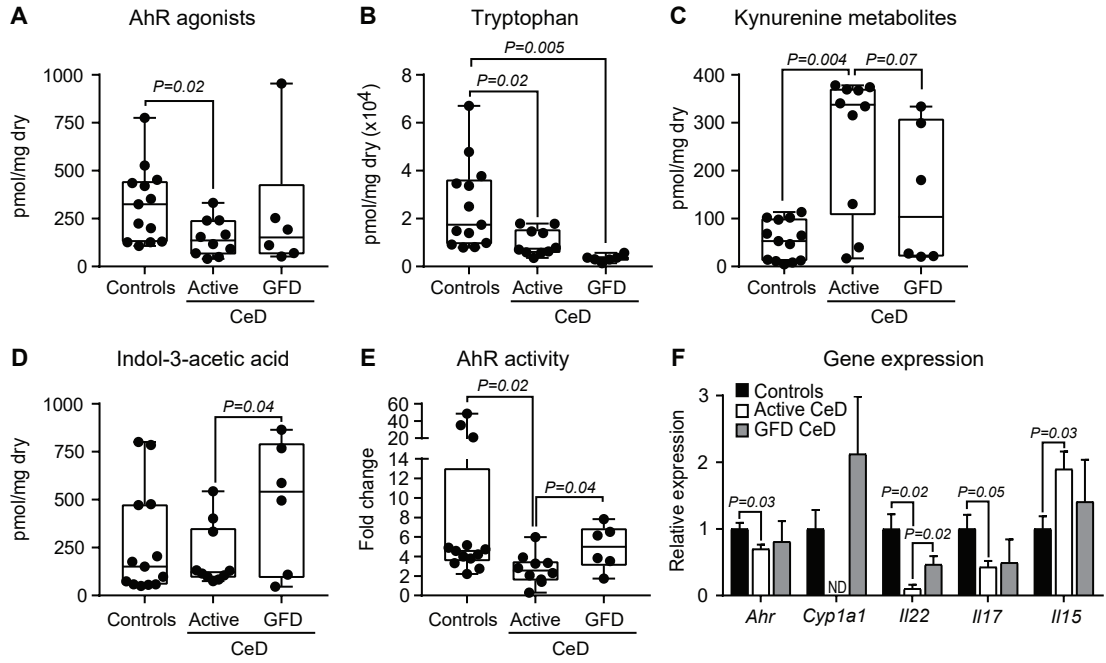 A AhR agonists
pmol/mg dry
1000
750
500
250
0
P=0.02
Controls Active GFD
CeD
B Tryptophan
pmol/mg dry (x10⁴)
8
6
4
2
0
P=0.005
P=0.02
Controls Active GFD
CeD
C Kynurenine metabolites
pmol/mg dry
400
300
200
100
0
P=0.004 P=0.07
Controls Active GFD
CeD
D Indol-3-acetic acid
pmol/mg dry
1000
750
500
250
0
P=0.04
Controls Active GFD
CeD
E AhR activity
Fold change
60
40
20
14
12
10
8
6
4
2
0
P=0.02
P=0.04
Controls Active GFD
CeD
F Gene expression
Relative expression
3
2
1
0
Controls
Active CeD
GFD CeD
P=0.03
ND
P=0.02
P=0.02
P=0.05
P=0.03
Ahr Cyp1a1 Il22 Il17 Il15